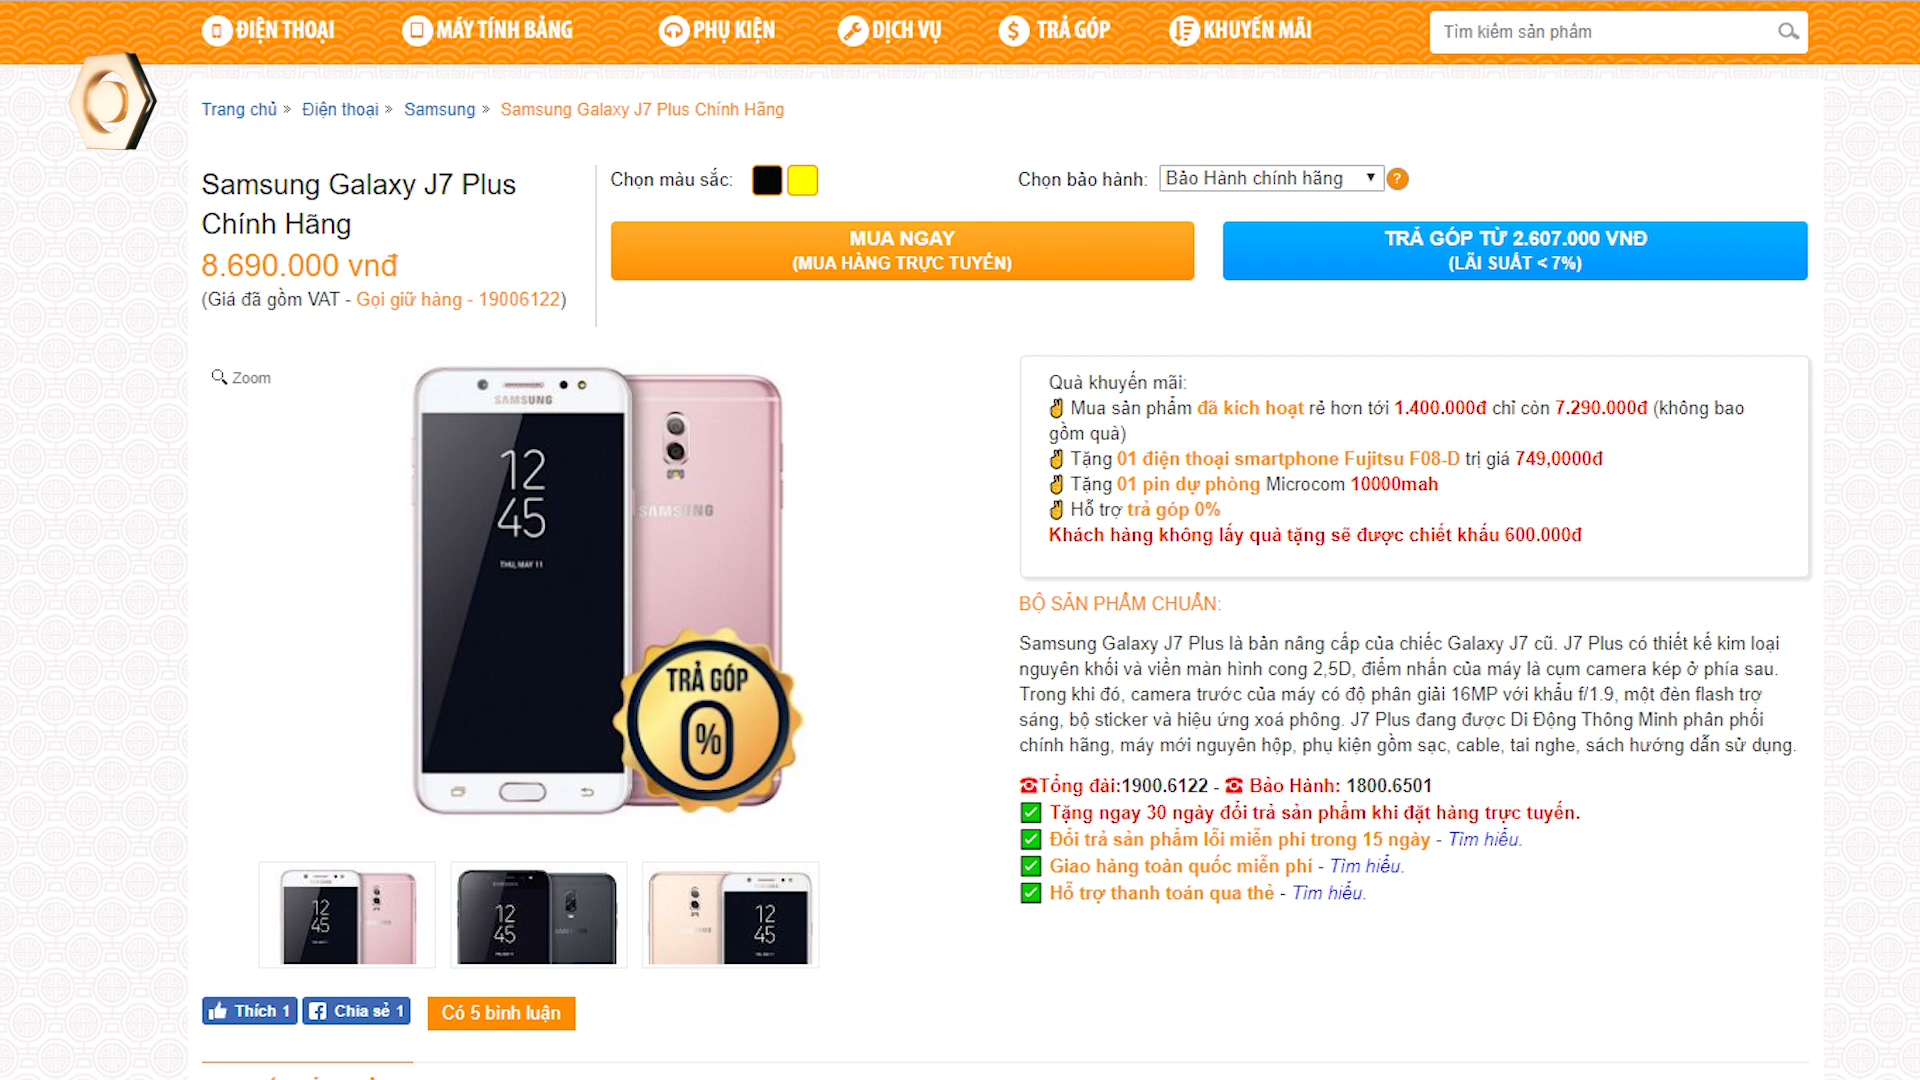 ĐIỆN THOẠI
MÁY TÍNH BẢNG
PHỤ KIỆN
DỊCH VỤ
TRẢ GÓP
KHUYẾN MÃI
Tìm kiếm sản phẩm
Trang chủ » Điện thoại » Samsung » Samsung Galaxy J7 Plus Chính Hãng
Samsung Galaxy J7 Plus
Chính Hãng
8.690.000 vnđ
(Giá đã gồm VAT - Gọi giữ hàng - 19006122)
Chọn màu sắc:
Chọn bảo hành: Bảo Hành chính hãng ?
MUA NGAY
(MUA HÀNG TRỰC TUYẾN)
TRẢ GÓP TỪ 2.607.000 VNĐ
(LÃI SUẤT < 7%)
Zoom
SAMSUNG
12
45
THU, MAY 11
SAMSUNG
TRẢ GÓP
0%
Quà khuyến mãi:
Mua sản phẩm đã kích hoạt rẻ hơn tới 1.400.000đ chỉ còn 7.290.000đ (không bao
gồm quà)
Tặng 01 điện thoại smartphone Fujitsu F08-D trị giá 749,0000đ
Tặng 01 pin dự phòng Microcom 10000mah
Hỗ trợ trả góp 0%
Khách hàng không lấy quà tặng sẽ được chiết khấu 600.000đ
BỘ SẢN PHẨM CHUẨN:
Samsung Galaxy J7 Plus là bản nâng cấp của chiếc Galaxy J7 cũ. J7 Plus có thiết kế kim loại
nguyên khối và viền màn hình cong 2,5D, điểm nhấn của máy là cụm camera kép ở phía sau.
Trong khi đó, camera trước của máy có độ phân giải 16MP với khẩu f/1.9, một đèn flash trợ
sáng, bộ sticker và hiệu ứng xoá phông. J7 Plus đang được Di Động Thông Minh phân phối
chính hãng, máy mới nguyên hộp, phụ kiện gồm sạc, cable, tai nghe, sách hướng dẫn sử dụng.
Tổng đài:1900.6122 - Bảo Hành: 1800.6501
Tặng ngay 30 ngày đổi trả sản phẩm khi đặt hàng trực tuyến.
Đổi trả sản phẩm lỗi miễn phí trong 15 ngày - Tìm hiểu.
Giao hàng toàn quốc miễn phí - Tìm hiểu.
Hỗ trợ thanh toán qua thẻ - Tìm hiểu.
12
45
12
45
12
45
Thích 1
Chia sẻ 1
Có 5 bình luận